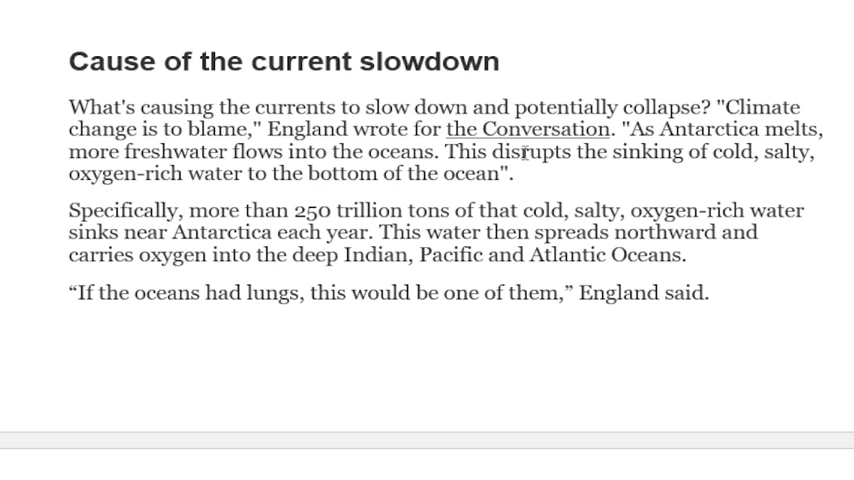 Cause of the current slowdown
What's causing the currents to slow down and potentially collapse? "Climate
change is to blame," England wrote for the Conversation. "As Antarctica melts,
more freshwater flows into the oceans. This disrupts the sinking of cold, salty,
oxygen-rich water to the bottom of the ocean".
Specifically, more than 250 trillion tons of that cold, salty, oxygen-rich water
sinks near Antarctica each year. This water then spreads northward and
carries oxygen into the deep Indian, Pacific and Atlantic Oceans.
“If the oceans had lungs, this would be one of them,” England said.